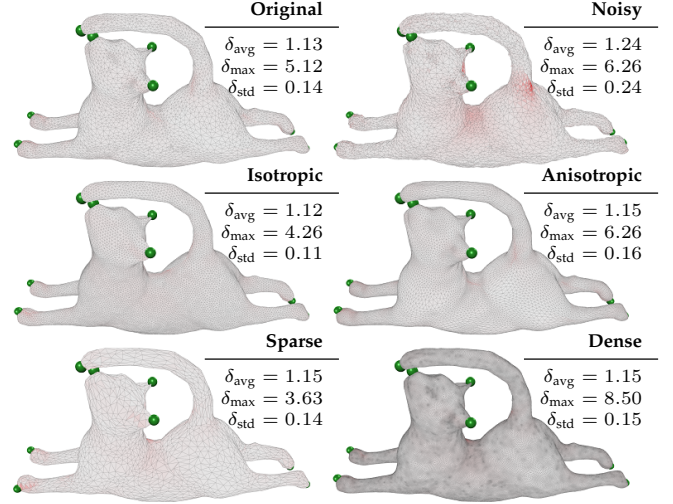 Original
δavg = 1.13
δmax = 5.12
δstd = 0.14
Noisy
δavg = 1.24
δmax = 6.26
δstd = 0.24
Isotropic
δavg = 1.12
δmax = 4.26
δstd = 0.11
Anisotropic
δavg = 1.15
δmax = 6.26
δstd = 0.16
Sparse
δavg = 1.15
δmax = 3.63
δstd = 0.14
Dense
δavg = 1.15
δmax = 8.50
δstd = 0.15